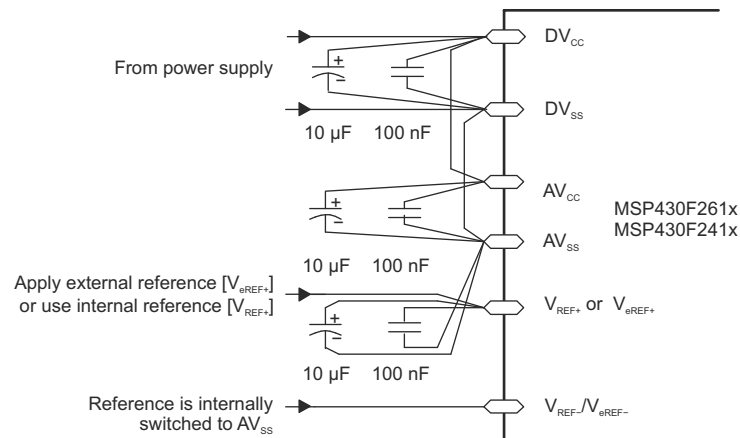 DVCC
From power supply
+
−
DVSS
10 µF 100 nF
AVCC
+
−
MSP430F261x
MSP430F241x
AVSS
10 µF 100 nF
Apply external reference [VeREF+]
or use internal reference [VREF+]
VREF+ or VeREF+
+
−
10 µF 100 nF
Reference is internally
switched to AVSS
VREF−/VeREF−